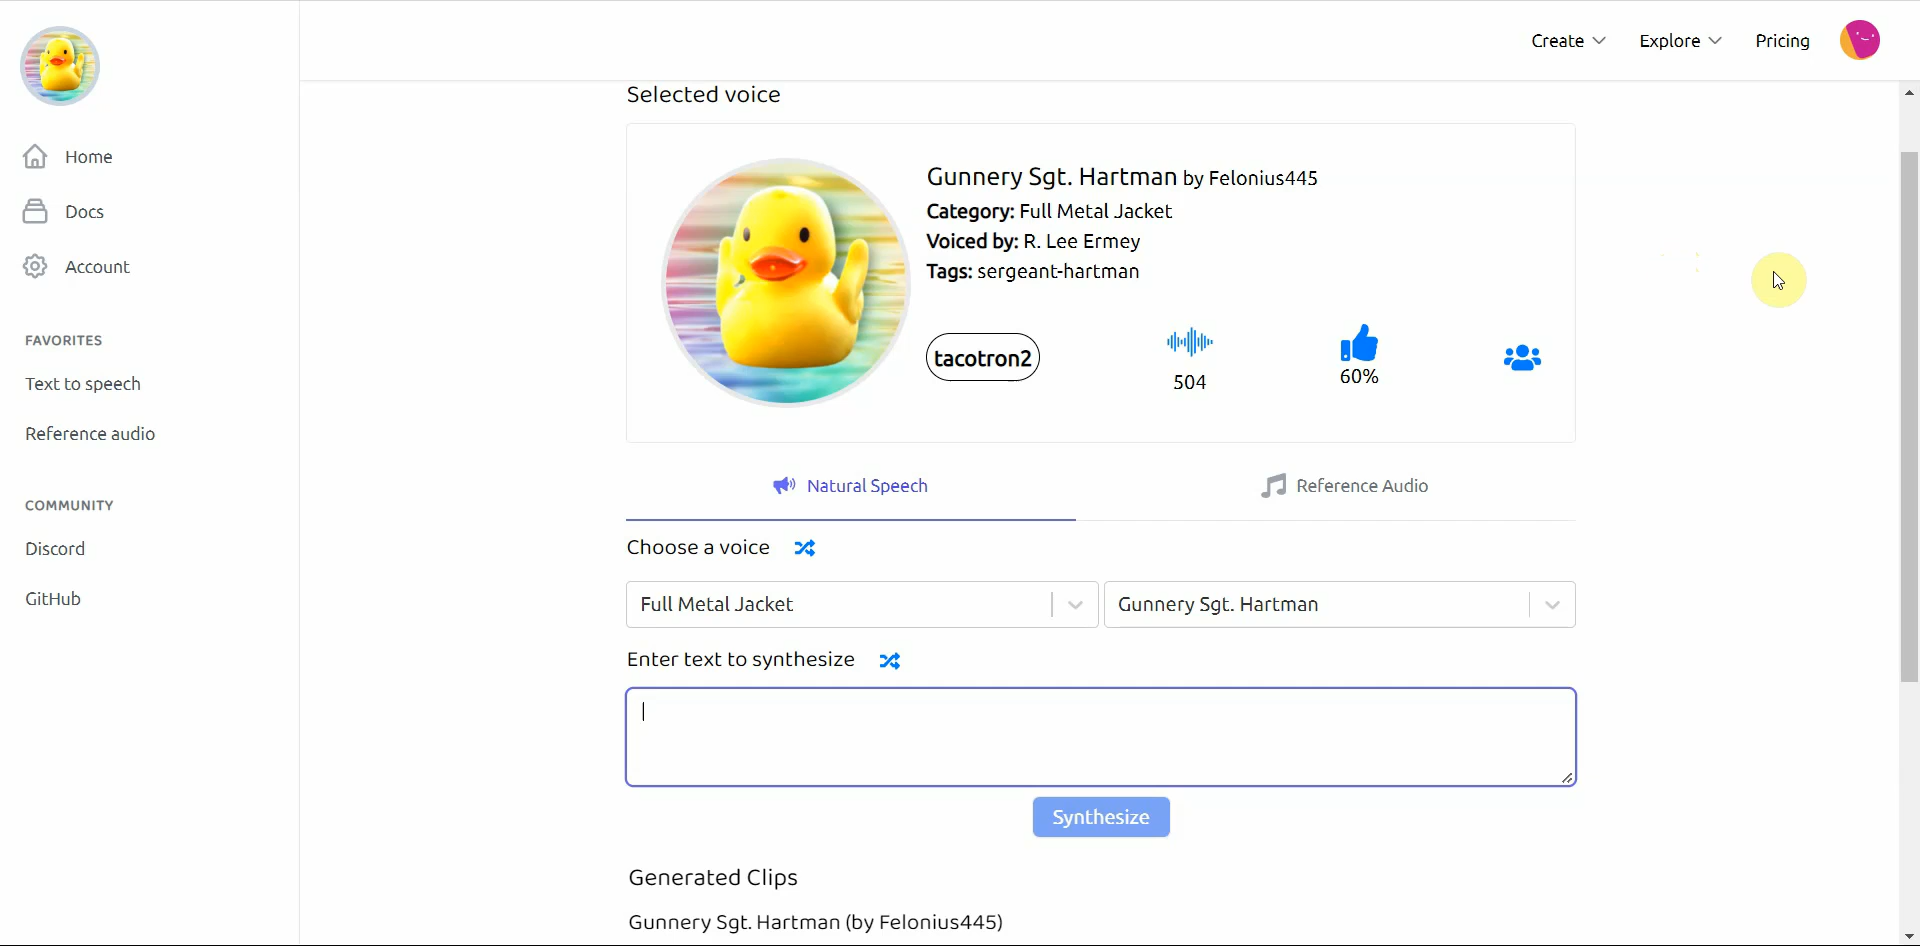 Create
Explore
Pricing
Home
Docs
Account
FAVORITES
Text to speech
Reference audio
COMMUNITY
Discord
GitHub
Selected voice
Gunnery Sgt. Hartman by Felonius445
Category: Full Metal Jacket
Voiced by: R. Lee Ermey
Tags: sergeant-hartman
tacotron2
504
60%
Natural Speech
Reference Audio
Choose a voice
Full Metal Jacket
Gunnery Sgt. Hartman
Enter text to synthesize
Synthesize
Generated Clips
Gunnery Sgt. Hartman (by Felonius445)